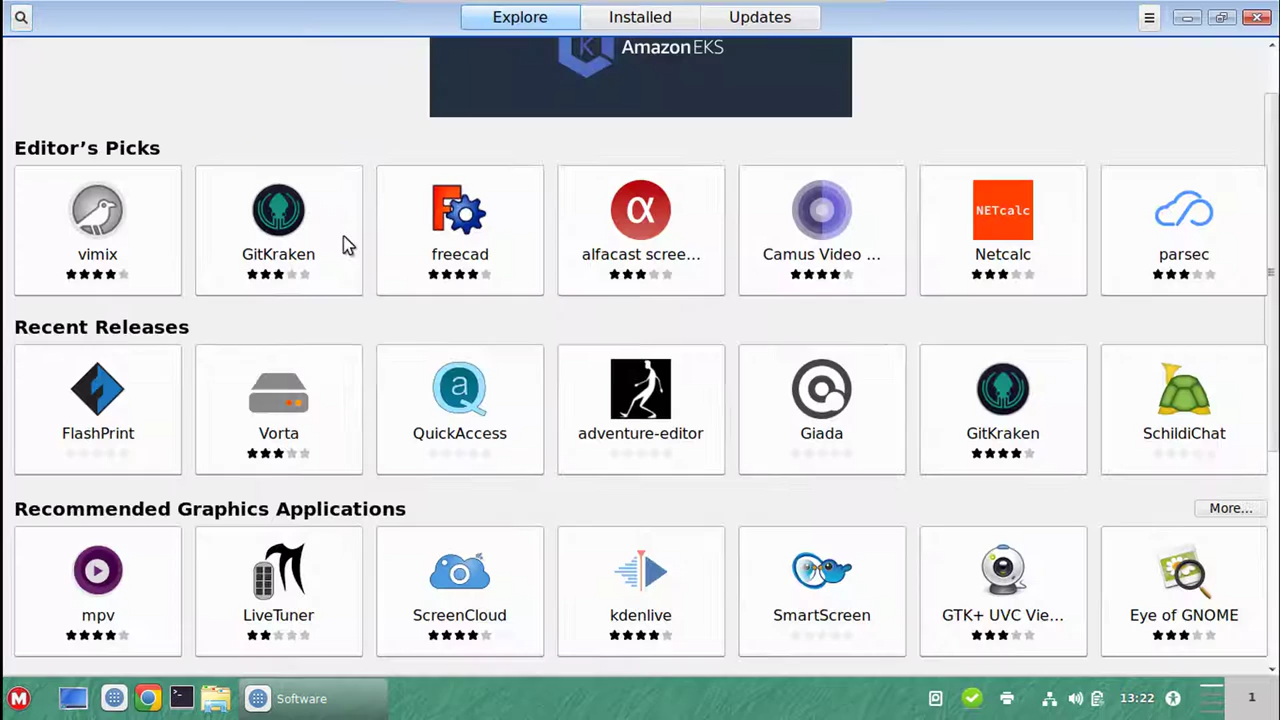 Explore Installed Updates
K Amazon EKS
Editor's Picks
vimix GitKraken freecad α alfacast scree... Camus Video ... NETcalc Netcalc parsec
Recent Releases
FlashPrint Vorta a QuickAccess adventure-editor Giada GitKraken SchildiChat
Recommended Graphics Applications More...
mpv LiveTuner ScreenCloud kdenlive SmartScreen GTK+ UVC Vie... Eye of GNOME
M Software 13:22 1